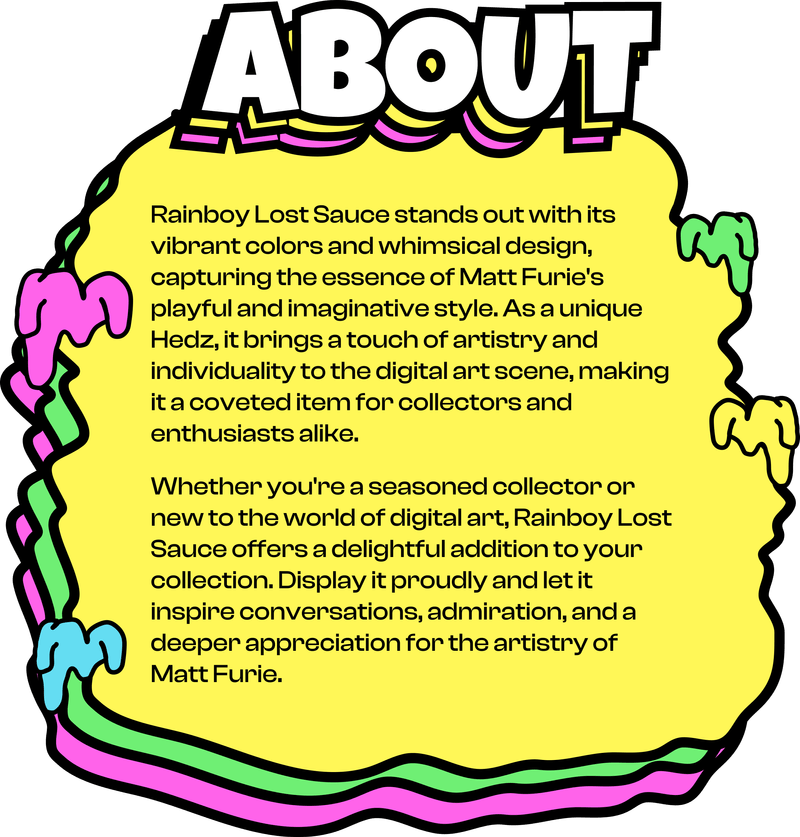 ABOUT
Rainboy Lost Sauce stands out with its
vibrant colors and whimsical design,
capturing the essence of Matt Furie's
playful and imaginative style. As a unique
Hedz, it brings a touch of artistry and
individuality to the digital art scene, making
it a coveted item for collectors and
enthusiasts alike.
Whether you're a seasoned collector or
new to the world of digital art, Rainboy Lost
Sauce offers a delightful addition to your
collection. Display it proudly and let it
inspire conversations, admiration, and a
deeper appreciation for the artistry of
Matt Furie.